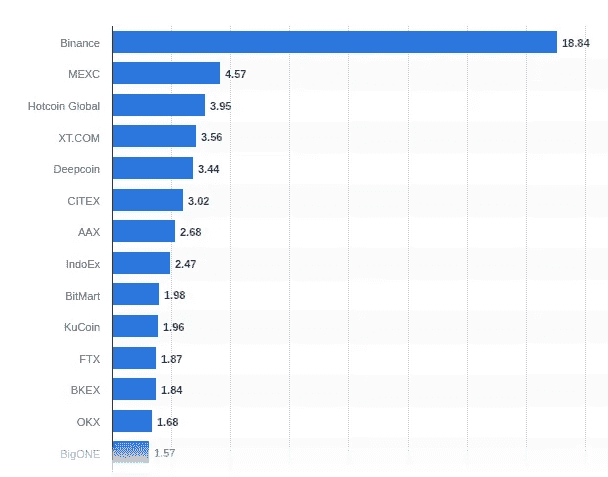 Binance 18.84
MEXC 4.57
Hotcoin Global 3.95
XT.COM 3.56
Deepcoin 3.44
CITEX 3.02
AAX 2.68
IndoEx 2.47
BitMart 1.98
KuCoin 1.96
FTX 1.87
BKEX 1.84
OKX 1.68
BigONE 1.57